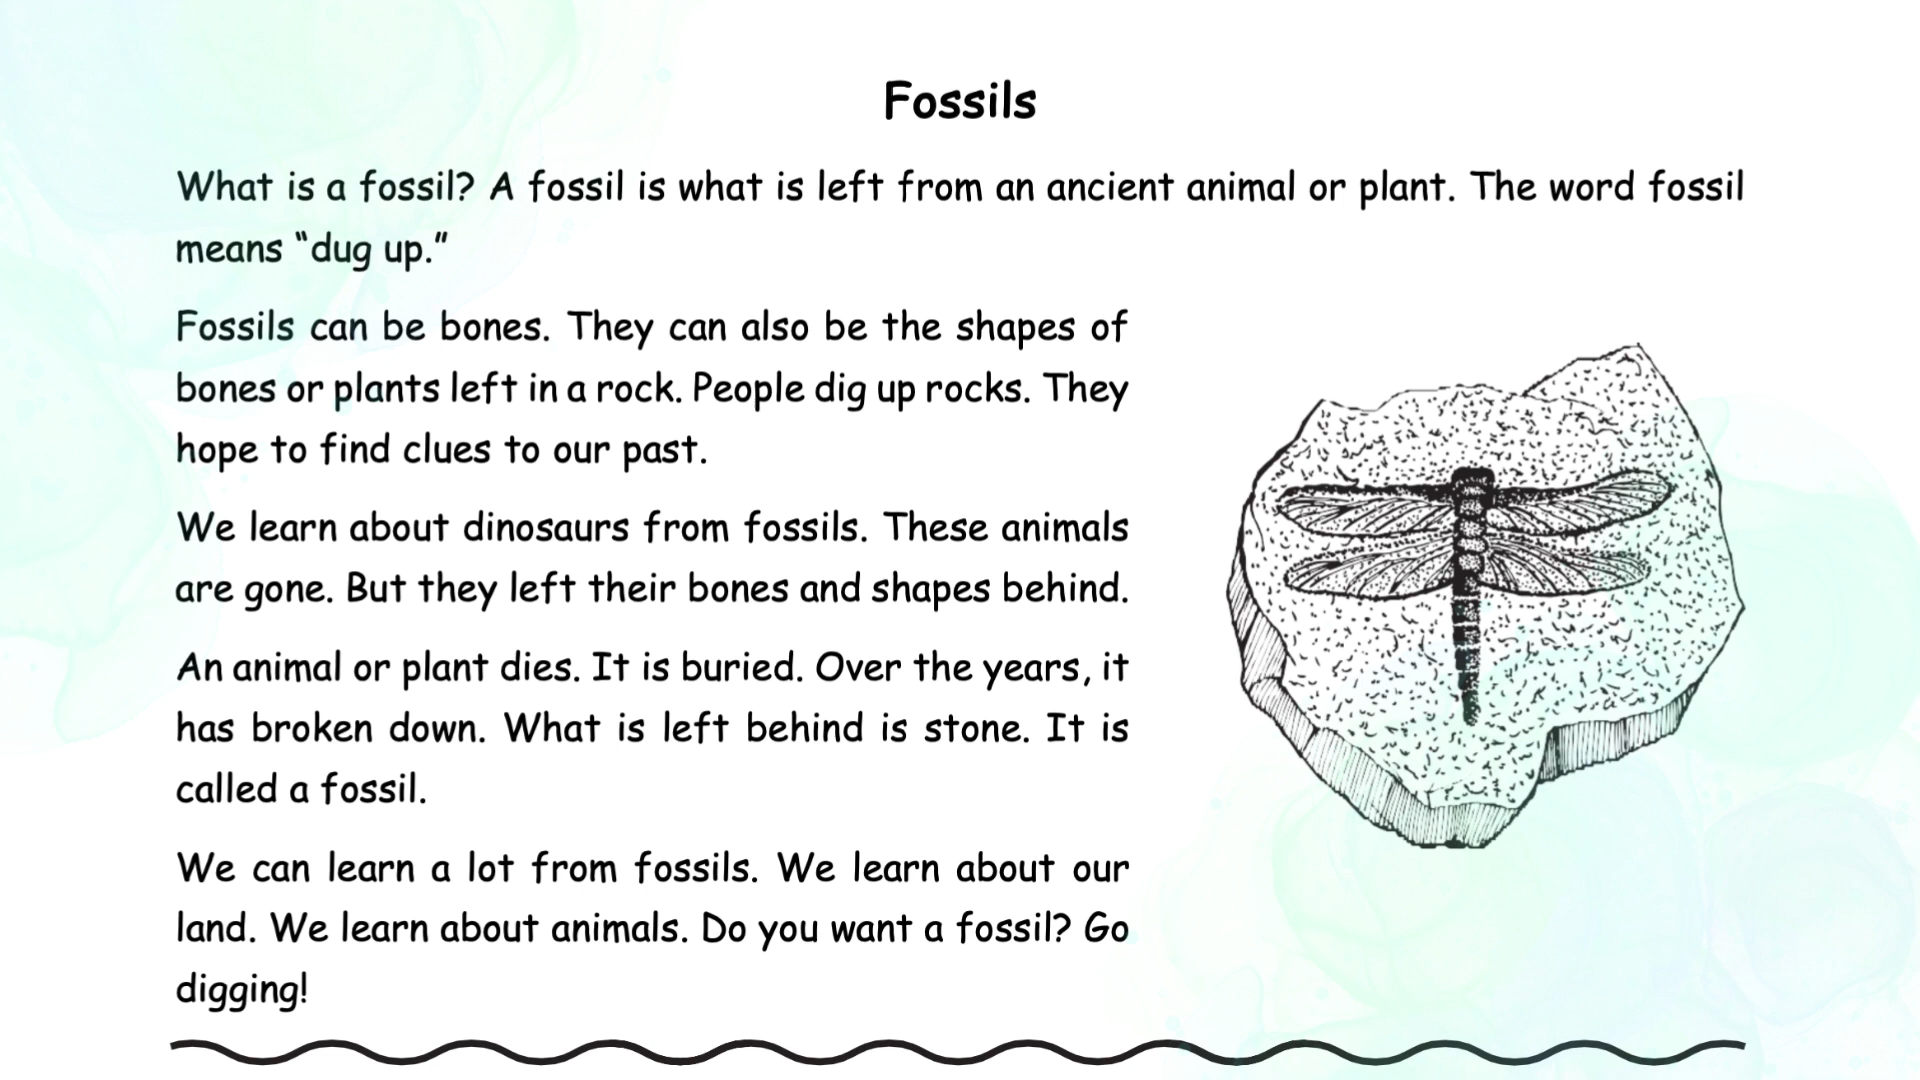 Fossils
What is a fossil? A fossil is what is left from an ancient animal or plant. The word fossil
means “dug up.”
Fossils can be bones. They can also be the shapes of
bones or plants left in a rock. People dig up rocks. They
hope to find clues to our past.
We learn about dinosaurs from fossils. These animals
are gone. But they left their bones and shapes behind.
An animal or plant dies. It is buried. Over the years, it
has broken down. What is left behind is stone. It is
called a fossil.
We can learn a lot from fossils. We learn about our
land. We learn about animals. Do you want a fossil? Go
digging!